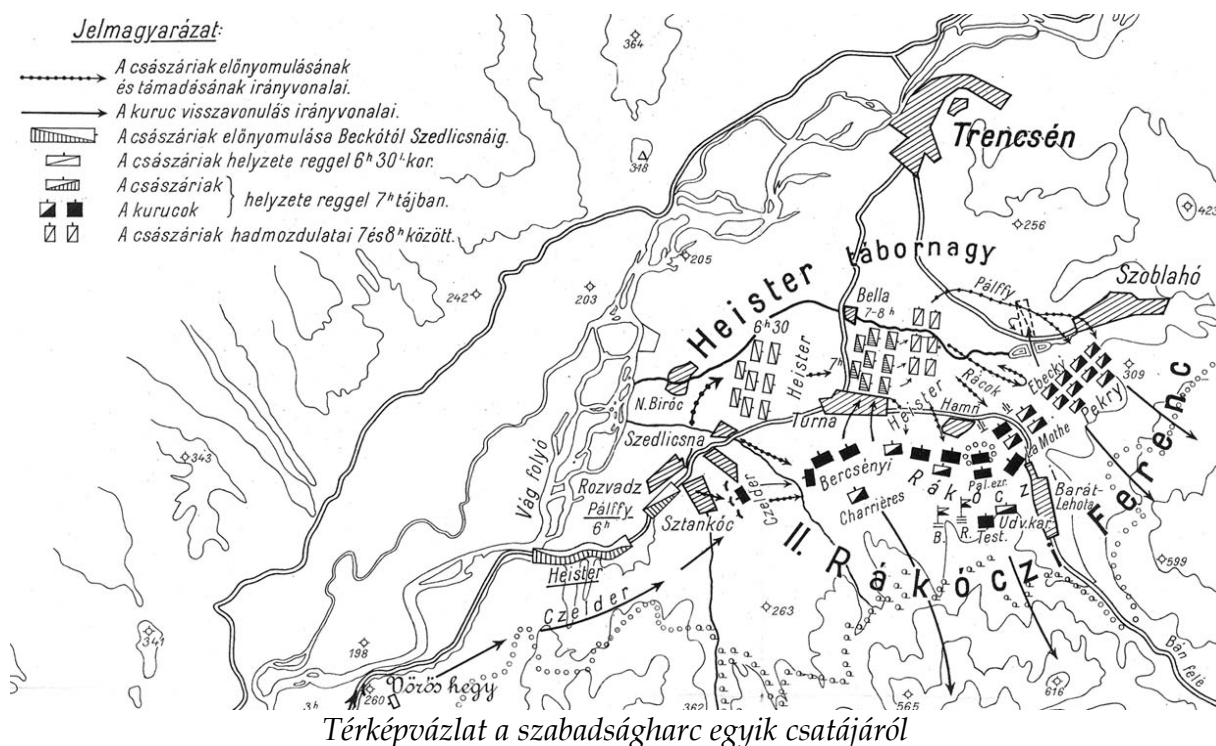 Jelmagyarázat:
A császáriak előnyomulásának
és támadásának irányvonalai.
A kuruc visszavonulás irányvonalai.
A császáriak előnyomulása Beckótól Szedlicsnáig.
A császáriak helyzete reggel 6ʰ 30ᴸ kor.
A császáriak
A kurucok
helyzete reggel 7ʰ tájban.
A császáriak hadmozdulatai 7 és 8ʰ között.
364
318
Trencsén
423
256
205
tábornagy
Szoblahó
242
203
Heister
Pálffy
Bella
7-8ʰ
6ʰ30
Heister
7ʰ
Rácok
Ebecky
309
Pekry
N. Biróc
Turna
Heister
Hamn
La Mothe
Szedlicsna
343
Vág folyó
Bercsényi
Rákóczi
Pal.ezr.
Rozvadz
Czelder
Charrières
Barát-
Lehota
Pálffy
6ʰ
Sztankóc
B.
R.
Test.
Udv.kar.
II. Rákóczi Ferenc
Heister
Czelder
599
263
341
198
Vörös hegy
260
3ʰ
362
565
616
Bán felé
Térképvázlat a szabadságharc egyik csatájáról